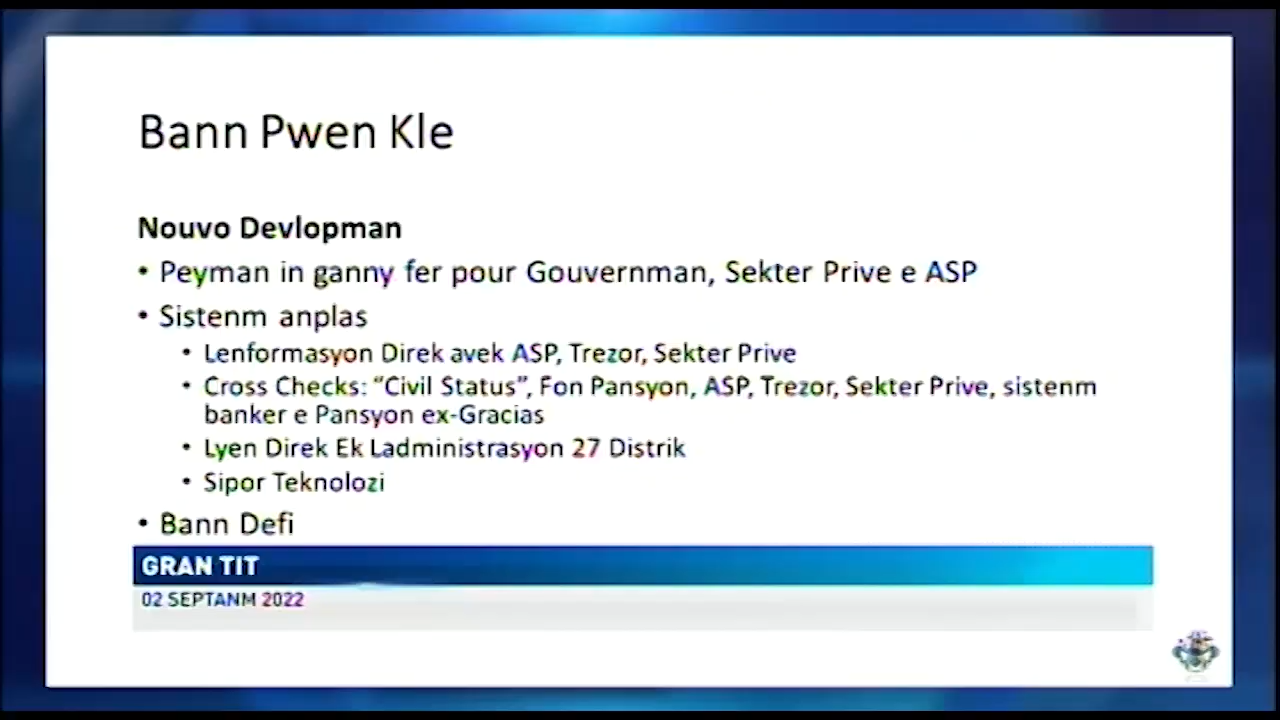 Bann Pwen Kle
Nouvo Devlopman
• Peyman in ganny fer pour Gouvernman, Sekter Prive e ASP
• Sistenm anplas
• Lenformasyon Direk avek ASP, Trezor, Sekter Prive
• Cross Checks: “Civil Status”, Fon Pansyon, ASP, Trezor, Sekter Prive, sistenm
banker e Pansyon ex-Gracias
• Lyen Direk Ek Ladministrasyon 27 Distrik
• Sipor Teknolozi
• Bann Defi
GRAN TIT
02 SEPTANM 2022